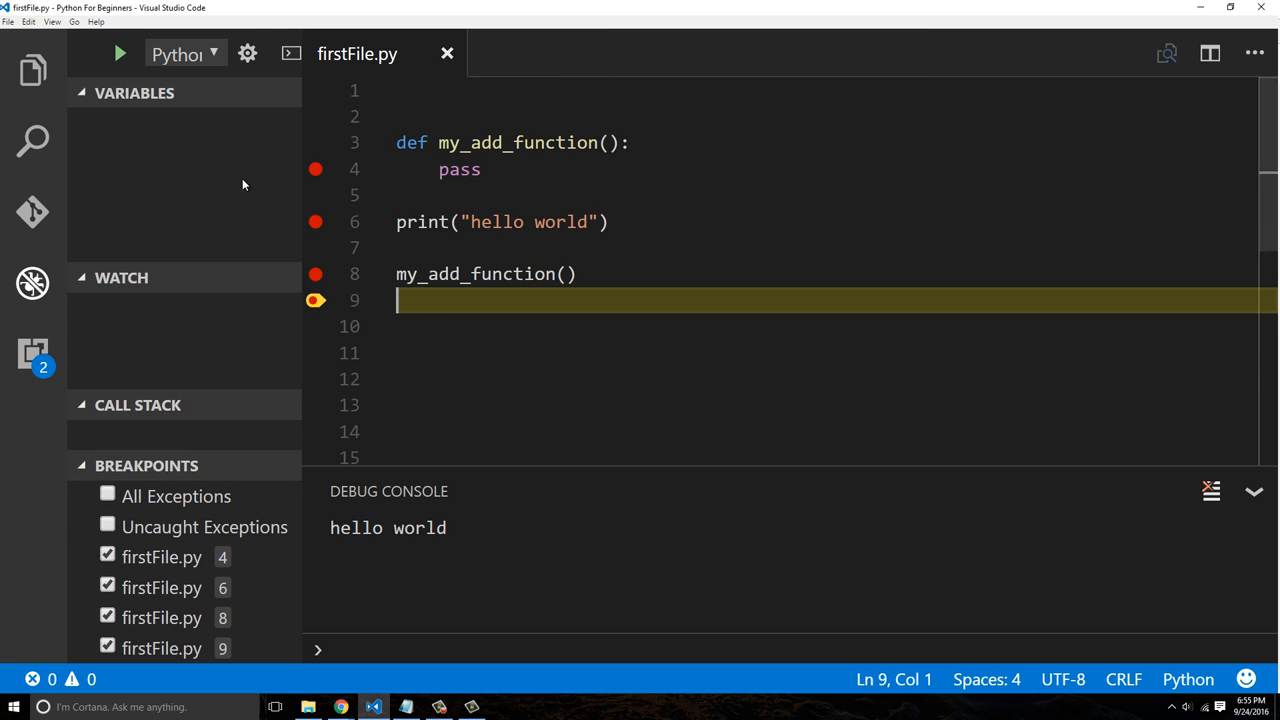 firstFile.py - Python For Beginners - Visual Studio Code
File Edit View Go Help
Pythor
firstFile.py
VARIABLES
1
2
3 def my_add_function():
4 pass
5
6 print("hello world")
7
8 my_add_function()
9
10
11
12
13
14
15
WATCH
CALL STACK
BREAKPOINTS
All Exceptions
Uncaught Exceptions
firstFile.py 4
firstFile.py 6
firstFile.py 8
firstFile.py 9
DEBUG CONSOLE
hello world
2
0 0
Ln 9, Col 1 Spaces: 4 UTF-8 CRLF Python
I'm Cortana. Ask me anything.
6:55 PM
9/24/2016